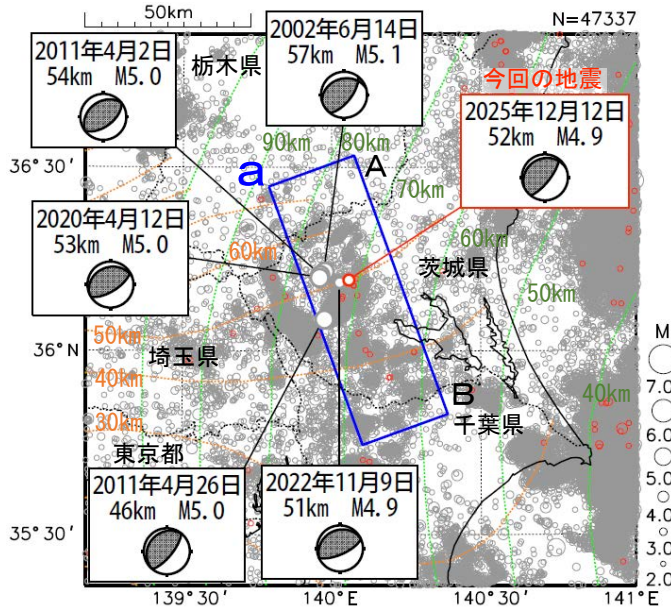 50km
N=47337
2011年4月2日
54km M5.0
栃木県
2002年6月14日
57km M5.1
今回の地震
2025年12月12日
52km M4.9
36°30'
a
A
90km
80km
70km
60km
60km
50km
40km
2020年4月12日
53km M5.0
茨城県
50km
40km
30km
36°N
埼玉県
東京都
B
千葉県
M
7.0
6.0
5.0
4.0
3.0
2.0
2011年4月26日
46km M5.0
2022年11月9日
51km M4.9
35°30'
139°30'
140°E
140°30'
141°E